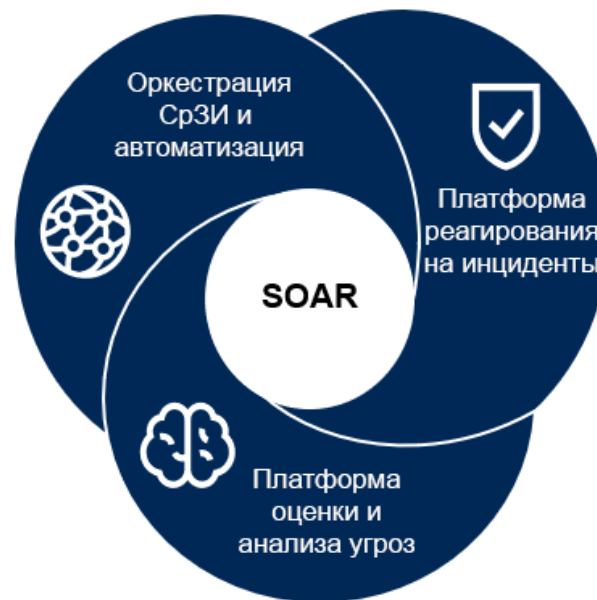 Оркестрация
СрЗИ и
автоматизация
Платформа
реагирования
на инциденты
SOAR
Платформа
оценки и
анализа угроз